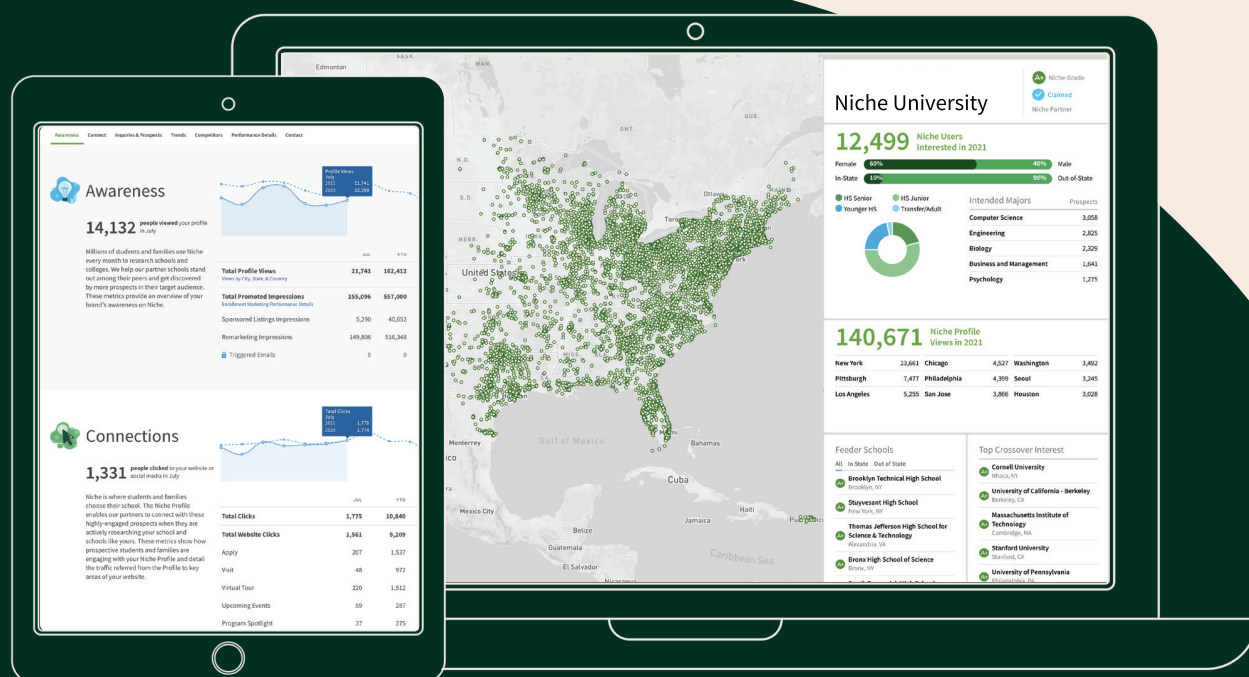 Awareness Connect Inquiries & Prospects Trends Competitors Performance Details Contact
Awareness
14,132 people viewed your profile
in July
Millions of students and families use Niche
every month to research schools and
colleges. We help our partner schools stand
out among their peers and get discovered
by more prospects in their target audience.
These metrics provide an overview of your
brand's awareness on Niche.
Profile Views
July
2021 21,741
2020 25,298
JUL YTD
Total Profile Views 21,741 162,412
Views by City, State, & Country
Total Promoted Impressions 155,096 557,000
Enrollment Marketing Performance Details
Sponsored Listings Impressions 5,290 40,652
Remarketing Impressions 149,806 516,348
Triggered Emails 0 0
Connections
1,331 people clicked to your website or
social media in July
Niche is where students and families
choose their school. The Niche Profile
enables our partners to connect with these
highly-engaged prospects when they are
actively researching your school and
schools like yours. These metrics show how
prospective students and families are
engaging with your Niche Profile and detail
the traffic referred from the Profile to key
areas of your website.
Total Clicks
July
2021 1,775
2020 1,774
JUL YTD
Total Clicks 1,775 10,840
Total Website Clicks 1,561 9,209
Apply 207 1,537
Visit 48 972
Virtual Tour 220 1,512
Upcoming Events 59 287
Program Spotlight 37 275
Edmonton
SASK.
MAN.
ONT.
QUE.
N.D.
S.D.
NEBR.
IOWA
Ottawa
MAINE
United States
MISS.
LA.
Miami
Monterrey
Gulf of Mexico
Bahamas
Cuba
Mexico City
Haiti
Jamaica
Puerto Rico
Belize
Guatemala
Caribbean Sea
El Salvador
Nicaragua
Niche University
A+ Niche Grade
Claimed
Niche Partner
12,499 Niche Users
Interested in 2021
Female 60% 40% Male
In-State 10% 90% Out-of-State
HS Senior HS Junior
Younger HS Transfer/Adult
Intended Majors Prospects
Computer Science 3,058
Engineering 2,825
Biology 2,329
Business and Management 1,641
Psychology 1,275
140,671 Niche Profile
Views in 2021
New York 23,661 Chicago 4,527 Washington 3,492
Pittsburgh 7,477 Philadelphia 4,399 Seoul 3,245
Los Angeles 5,255 San Jose 3,866 Houston 3,028
Feeder Schools
All In State Out of State
A+ Brooklyn Technical High School
Brooklyn, NY
A+ Stuyvesant High School
New York, NY
A+ Thomas Jefferson High School for
Science & Technology
Alexandria, VA
A+ Bronx High School of Science
Bronx, NY
Top Crossover Interest
A+ Cornell University
Ithaca, NY
A+ University of California - Berkeley
Berkeley, CA
A+ Massachusetts Institute of
Technology
Cambridge, MA
A+ Stanford University
Stanford, CA
A+ University of Pennsylvania
Philadelphia, PA